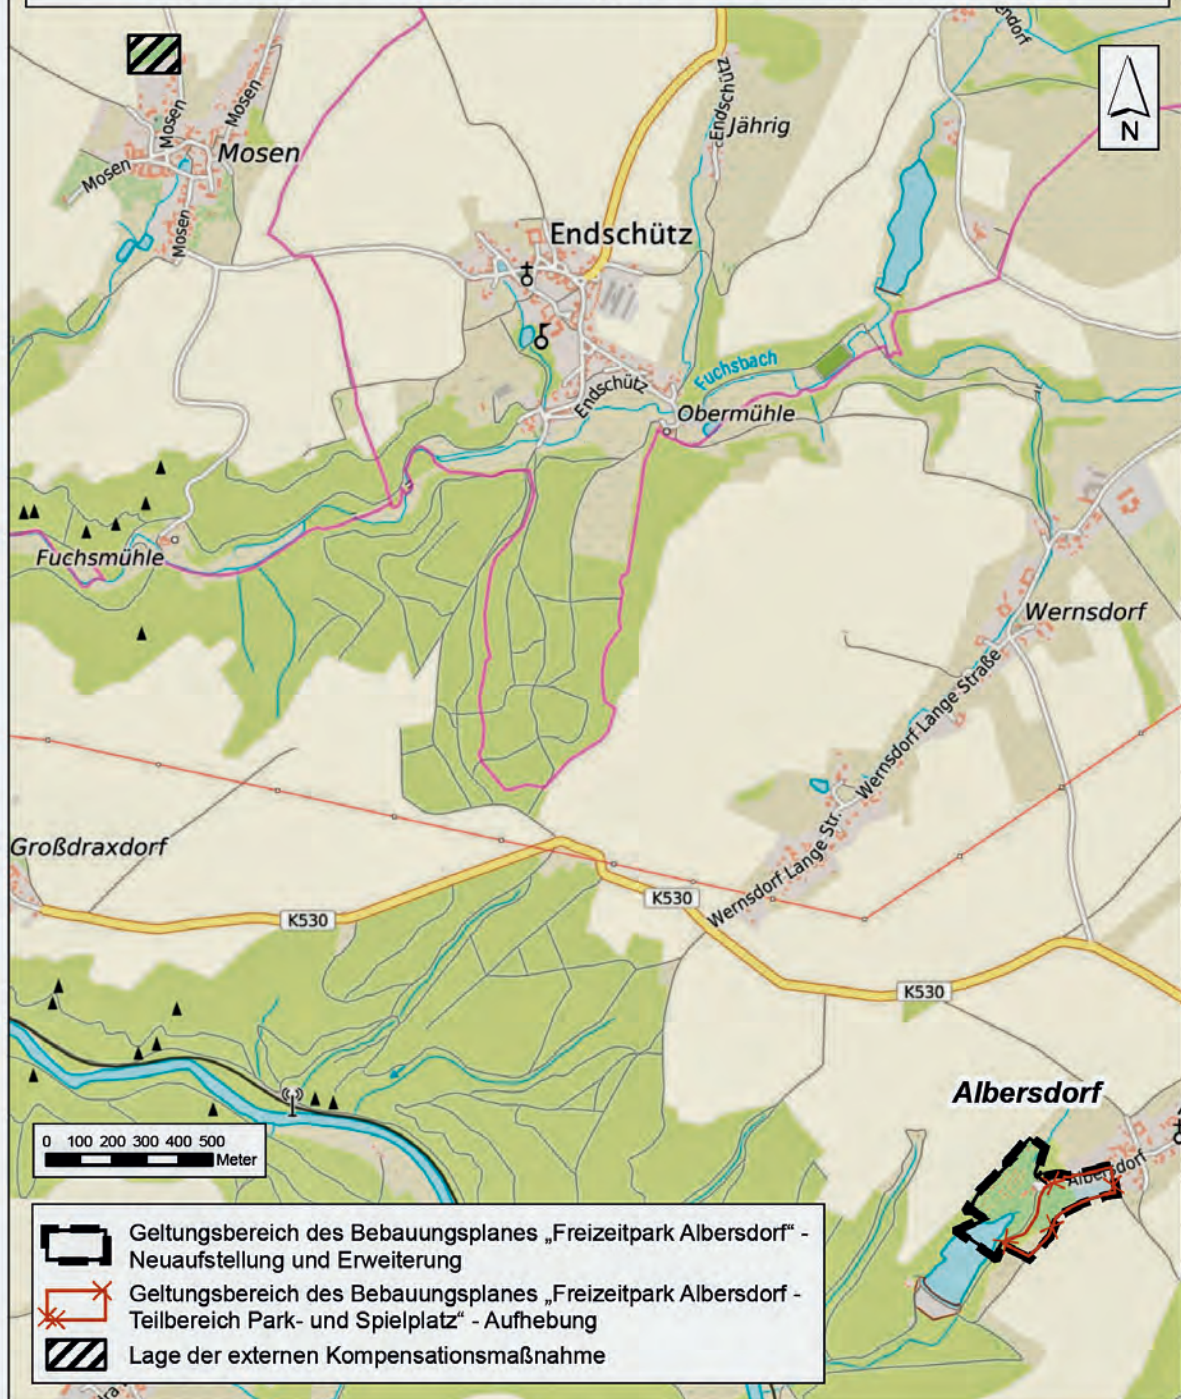 N
Mosen
Mosen
Mosen
Mosen
Mosen
Endschütz
Jährig
Endschütz
Fuchsbach
Endschütz
Obermühle
Fuchsmühle
Wernsdorf
Wernsdorf-Lange Straße
Wernsdorf-Lange Str.
Großdraxdorf
K530
K530
K530
Albersdorf
Albersdorf
0 100 200 300 400 500
Meter
Geltungsbereich des Bebauungsplanes „Freizeitpark Albersdorf“ -
Neuaufstellung und Erweiterung
Geltungsbereich des Bebauungsplanes „Freizeitpark Albersdorf -
Teilbereich Park- und Spielplatz“ - Aufhebung
Lage der externen Kompensationsmaßnahme